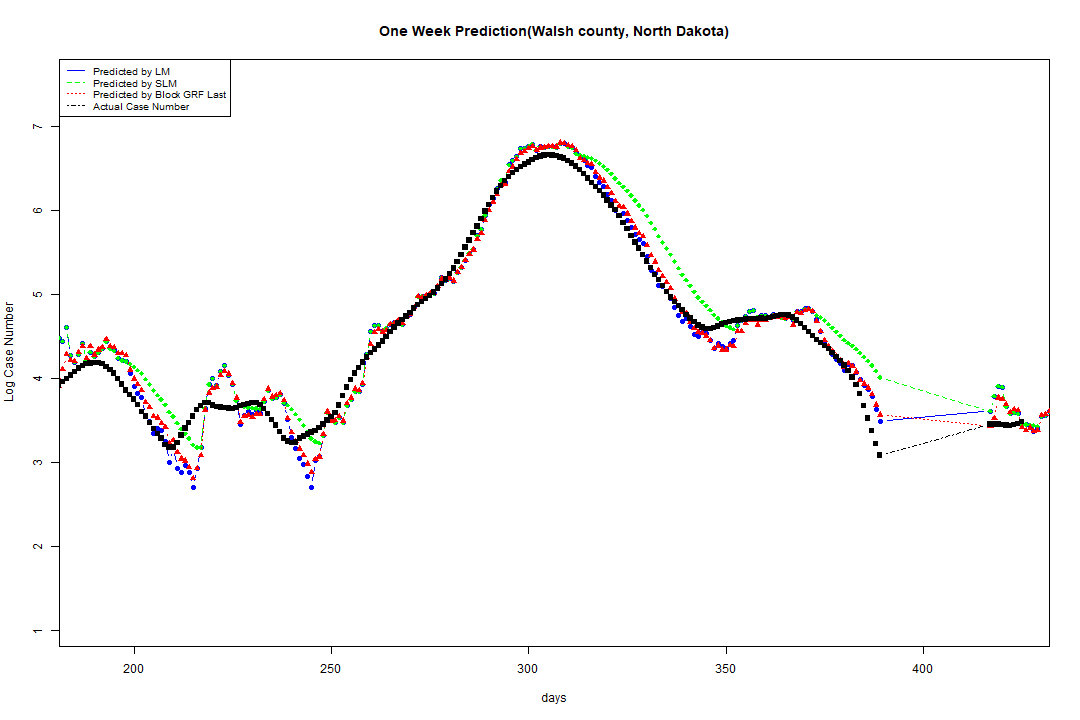 One Week Prediction(Walsh county, North Dakota)
Predicted by LM
Predicted by SLM
Predicted by Block GRF Last
Actual Case Number
Log Case Number
7
6
5
4
3
2
1
200 250 300 350 400
days